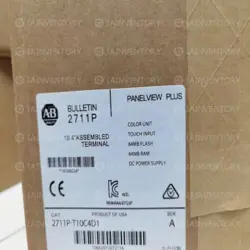 IADINVENTORY
AB
BULLETIN
2711P
PANELVIEW PLUS
10.4" ASSEMBLED
TERMINAL
COLOR UNIT
TOUCH INPUT
64MB FLASH
64MB RAM
DC POWER SUPPLY
CAT
PRODUCT OF USA
SER
2711P-T10C4D1
A